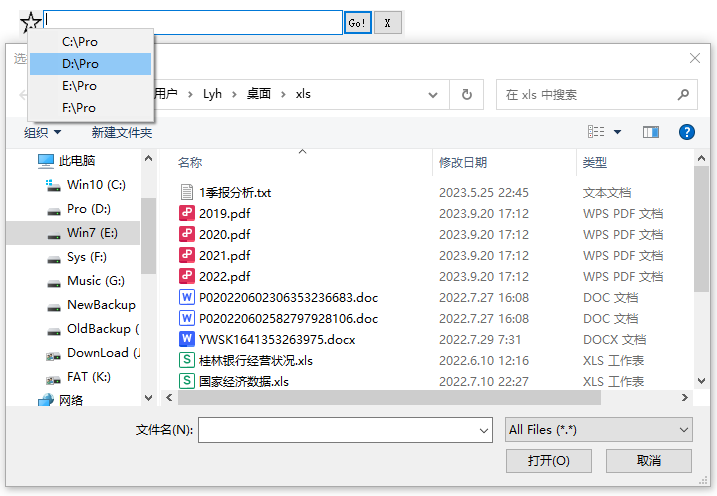 Go!
X
C:\Pro
D:\Pro
E:\Pro
F:\Pro
选
用户 > Lyh > 桌面 > xls
在 xls 中搜索
组织
新建文件夹
此电脑
Win10 (C:)
Pro (D:)
Win7 (E:)
Sys (F:)
Music (G:)
NewBackup
OldBackup (
DownLoad (J
FAT (K:)
网络
名称 修改日期 类型
1季报分析.txt 2023.5.25 22:45 文本文档
2019.pdf 2023.9.20 17:12 WPS PDF 文档
2020.pdf 2023.9.20 17:12 WPS PDF 文档
2021.pdf 2023.9.20 17:12 WPS PDF 文档
2022.pdf 2023.9.20 17:12 WPS PDF 文档
P020220602306353236683.doc 2022.7.27 16:08 DOC 文档
P020220602582797928106.doc 2022.7.27 16:08 DOC 文档
YWSK1641353263975.docx 2022.7.29 7:31 DOCX 文档
桂林银行经营状况.xls 2022.6.10 12:16 XLS 工作表
国家经济数据.xls 2022.7.10 22:27 XLS 工作表
文件名(N):
All Files (*.*)
打开(O)
取消